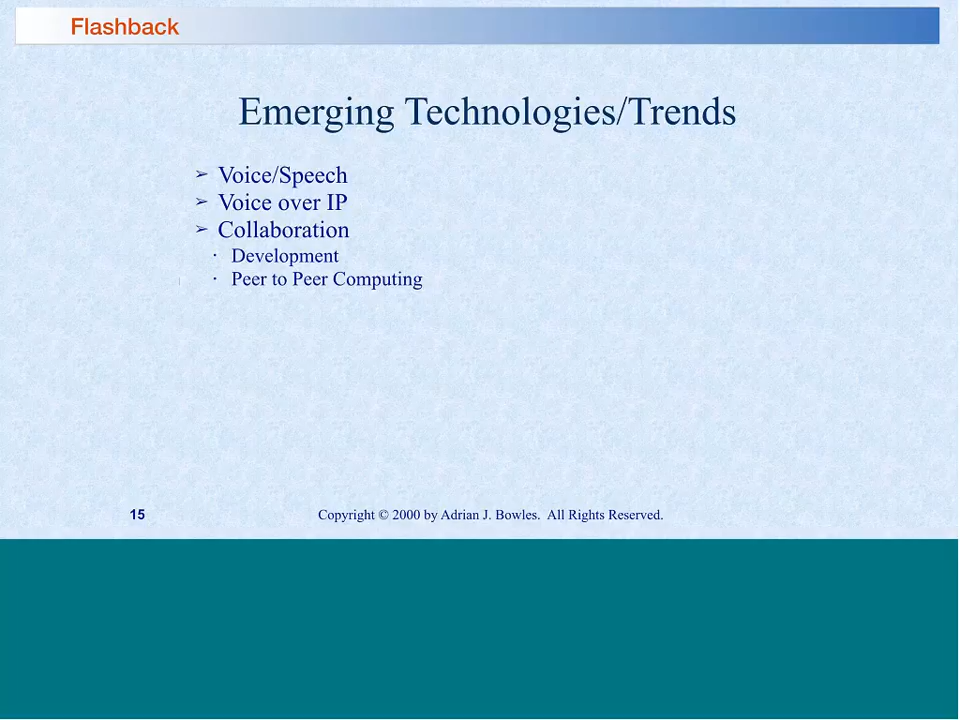 Flashback
Emerging Technologies/Trends
➢ Voice/Speech
➢ Voice over IP
➢ Collaboration
· Development
· Peer to Peer Computing
15
Copyright © 2000 by Adrian J. Bowles. All Rights Reserved.